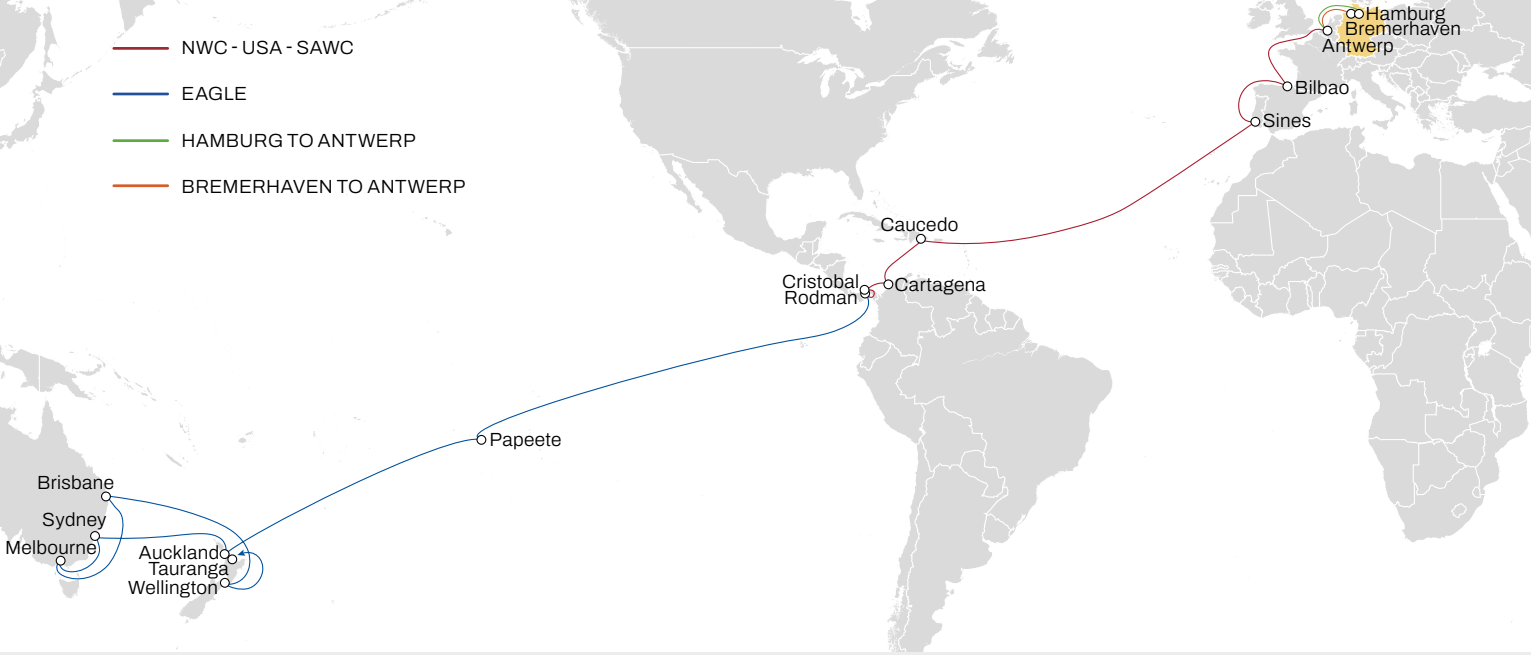 NWC - USA - SAWC
EAGLE
HAMBURG TO ANTWERP
BREMERHAVEN TO ANTWERP
Hamburg
Bremerhaven
Antwerp
Bilbao
Sines
Caucedo
Cristobal
Cartagena
Rodman
Papeete
Brisbane
Sydney
Melbourne
Auckland
Tauranga
Wellington